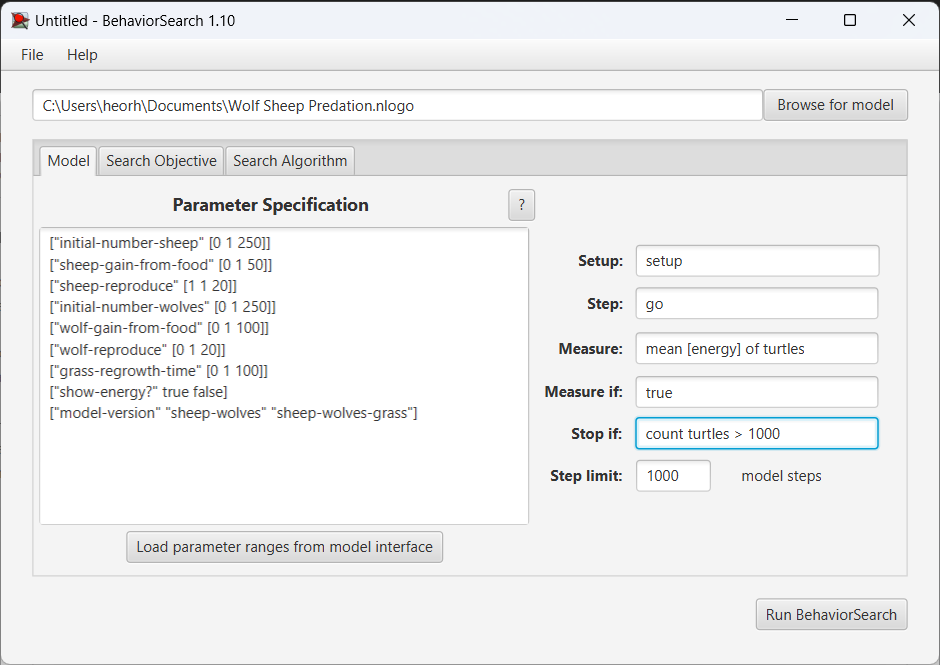 Untitled - BehaviorSearch 1.10
File Help
C:\Users\heorh\Documents\Wolf Sheep Predation.nlogo Browse for model
Model Search Objective Search Algorithm
Parameter Specification ?
["initial-number-sheep" [0 1 250]]
["sheep-gain-from-food" [0 1 50]]
["sheep-reproduce" [1 1 20]]
["initial-number-wolves" [0 1 250]]
["wolf-gain-from-food" [0 1 100]]
["wolf-reproduce" [0 1 20]]
["grass-regrowth-time" [0 1 100]]
["show-energy?" true false]
["model-version" "sheep-wolves" "sheep-wolves-grass"]
Load parameter ranges from model interface
Setup: setup
Step: go
Measure: mean [energy] of turtles
Measure if: true
Stop if: count turtles > 1000
Step limit: 1000 model steps
Run BehaviorSearch